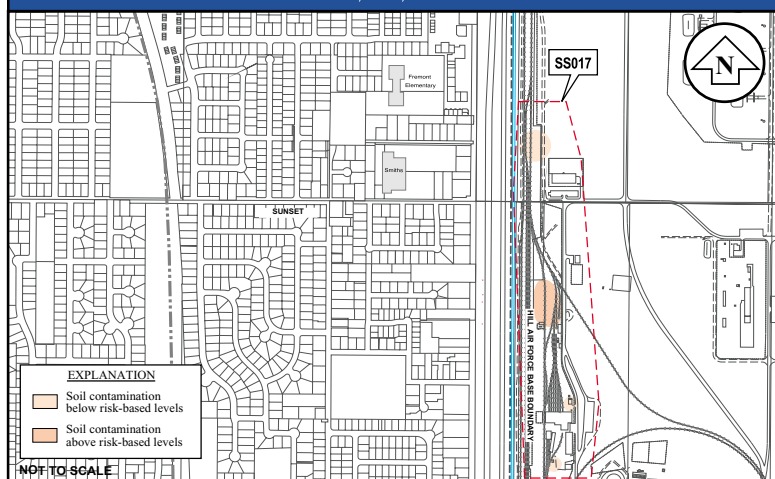 SS017
N
Fremont
Elementary
Smiths
SUNSET
HILL AIR FORCE BASE BOUNDARY
EXPLANATION
Soil contamination
below risk-based levels
Soil contamination
above risk-based levels
NOT TO SCALE